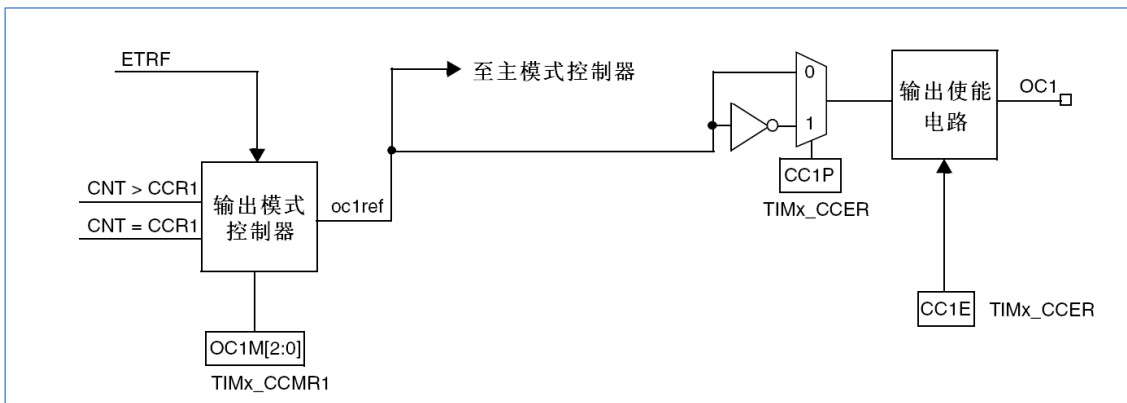 ETRF
至主模式控制器
0
1
输出使能
电路
OC1
CNT > CCR1
CNT = CCR1
输出模式
控制器
oc1ref
CC1P
TIMx_CCER
CC1E
TIMx_CCER
OC1M[2:0]
TIMx_CCMR1